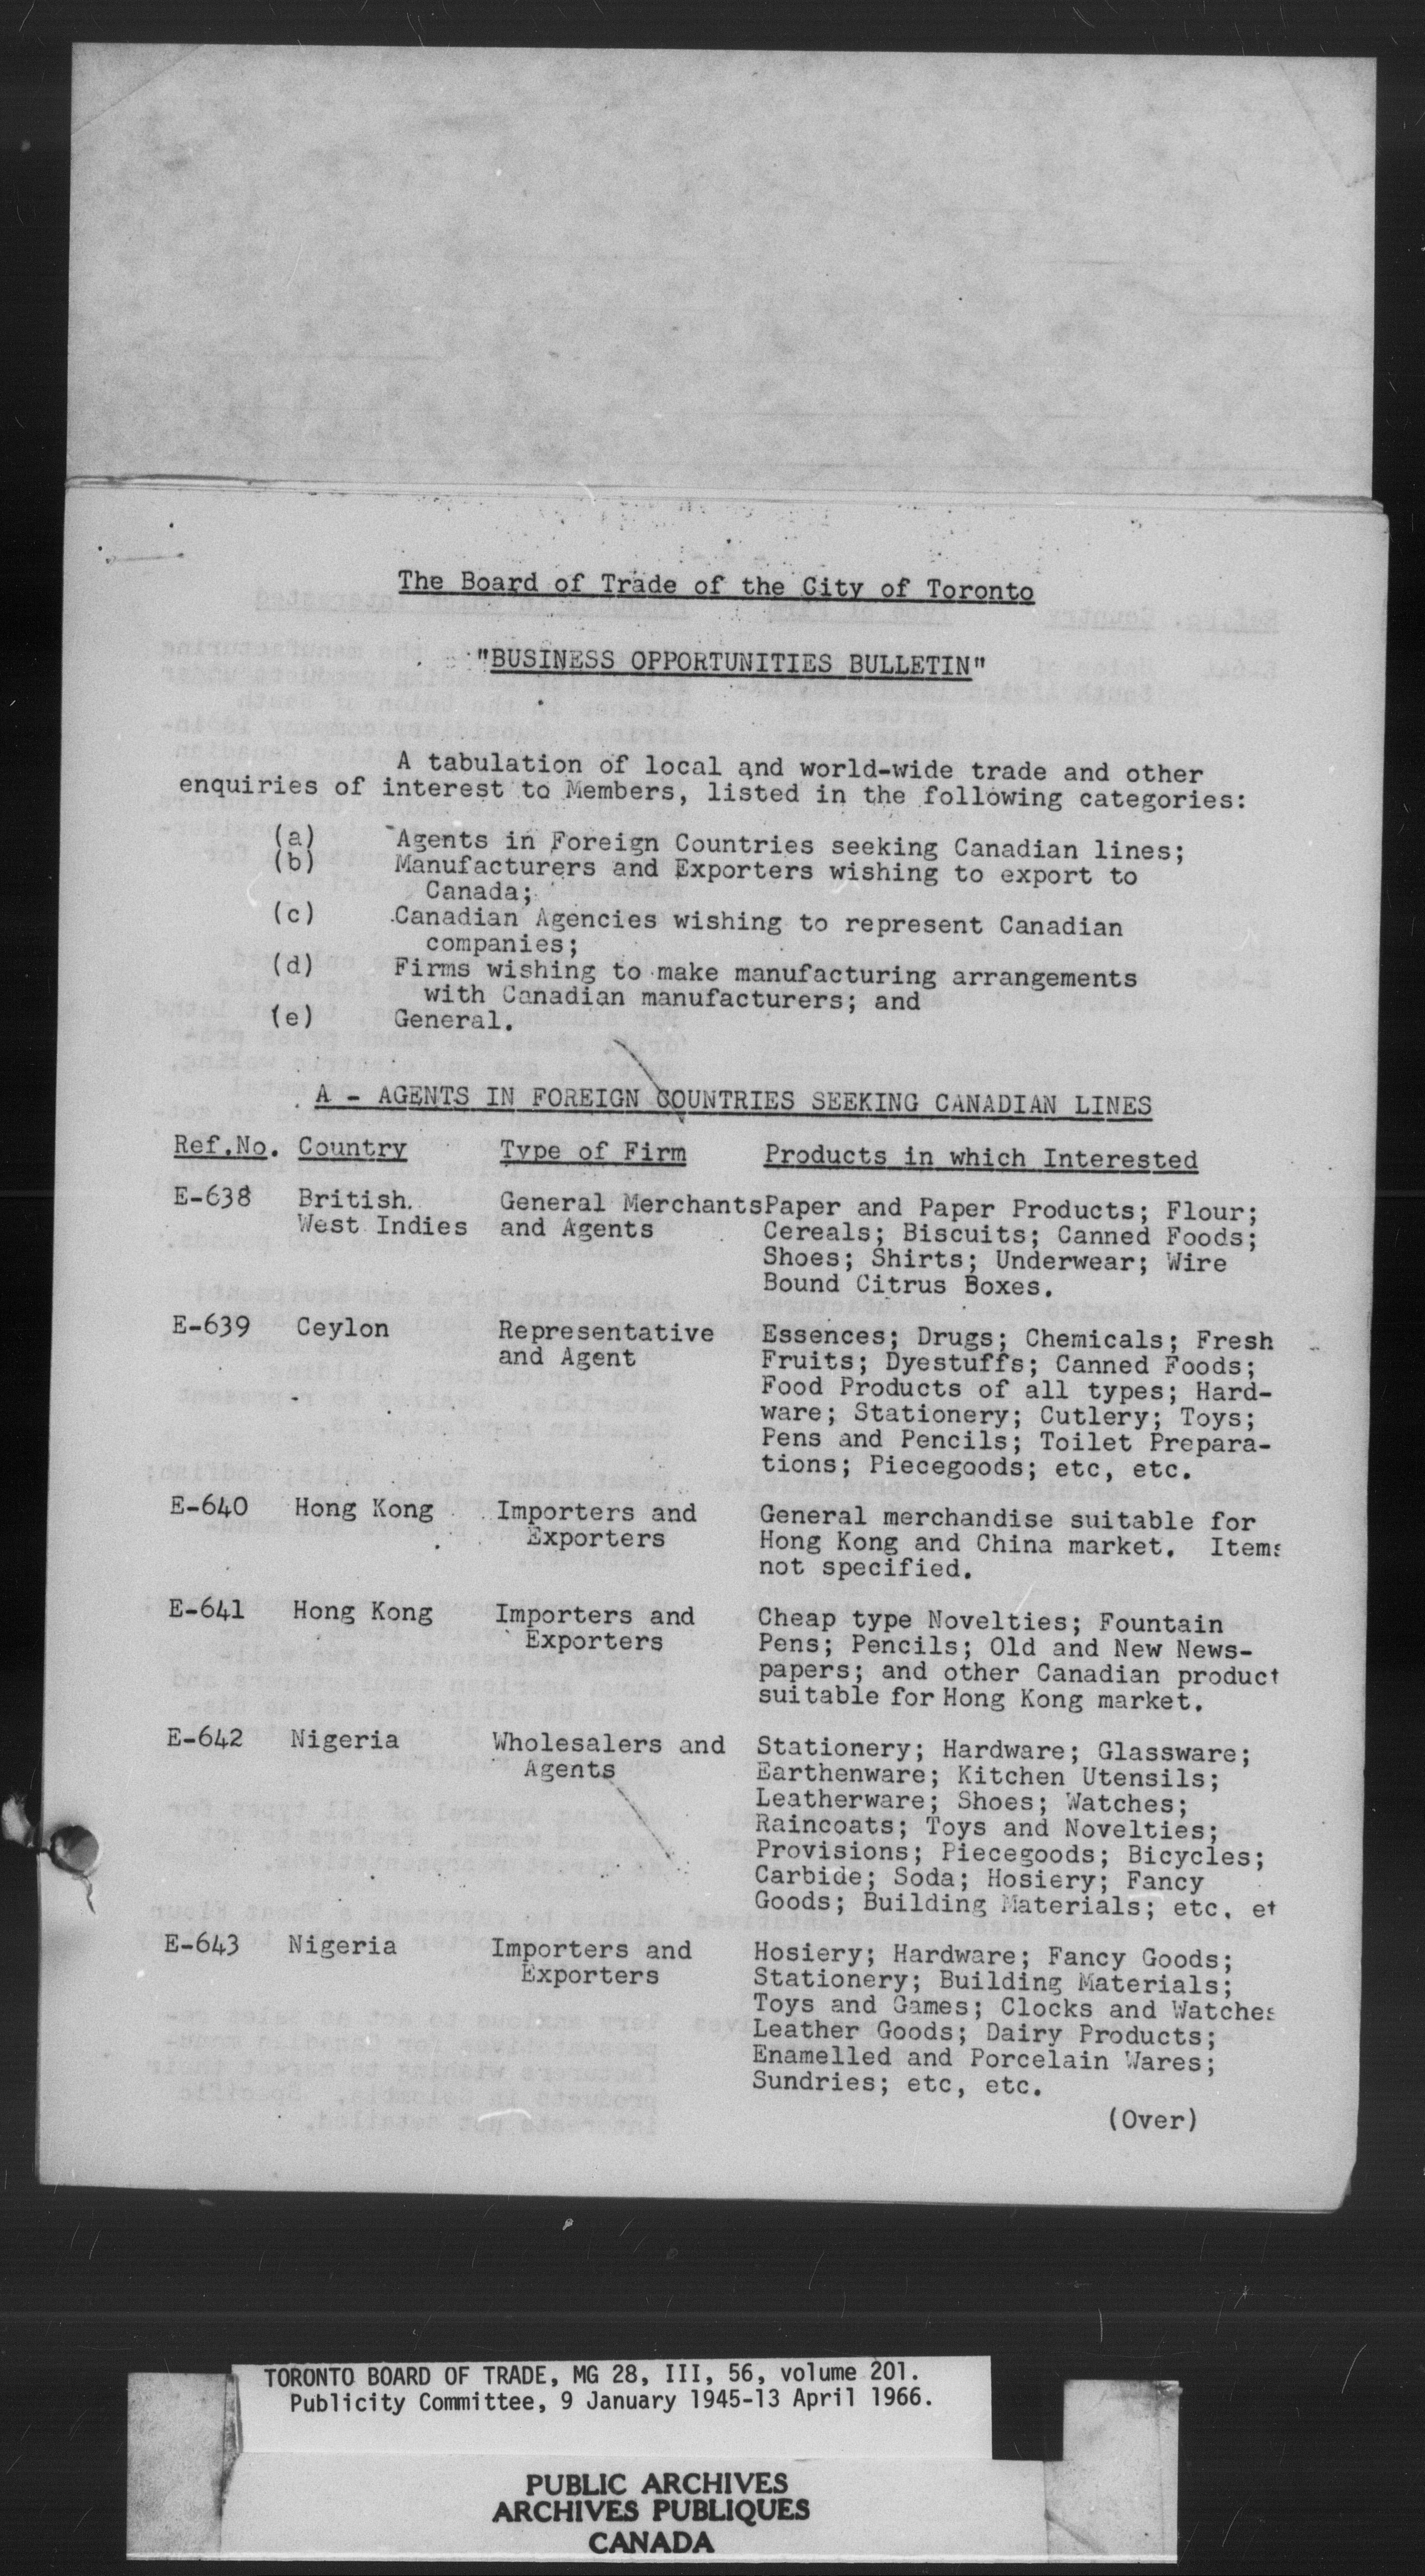 The Board of Trade of the City of Toronto
"BUSINESS OPPORTUNITIES BULLETIN"
A tabulation of local and world-wide trade and other
enquiries of interest to Members, listed in the following categories:
(a) Agents in Foreign Countries seeking Canadian lines;
(b) Manufacturers and Exporters wishing to export to
Canada;
(c) Canadian Agencies wishing to represent Canadian
companies;
(d) Firms wishing to make manufacturing arrangements
with Canadian manufacturers; and
(e) General.
A - AGENTS IN FOREIGN COUNTRIES SEEKING CANADIAN LINES
Ref.No. Country Type of Firm Products in which Interested
E-638 British. General Merchants Paper and Paper Products; Flour;
West Indies and Agents Cereals; Biscuits; Canned Foods;
Shoes; Shirts; Underwear; Wire
Bound Citrus Boxes.
E-639 Ceylon Representative Essences; Drugs; Chemicals; Fresh
and Agent Fruits; Dyestuffs; Canned Foods;
Food Products of all types; Hard-
ware; Stationery; Cutlery; Toys;
Pens and Pencils; Toilet Prepara-
tions; Piecegoods; etc, etc.
E-640 Hong Kong Importers and General merchandise suitable for
Exporters Hong Kong and China market. Items
not specified.
E-641 Hong Kong Importers and Cheap type Novelties; Fountain
Exporters Pens; Pencils; Old and New News-
papers; and other Canadian product
suitable for Hong Kong market.
E-642 Nigeria Wholesalers and Stationery; Hardware; Glassware;
Agents Earthenware; Kitchen Utensils;
Leatherware; Shoes; Watches;
Raincoats; Toys and Novelties;
Provisions; Piecegoods; Bicycles;
Carbide; Soda; Hosiery; Fancy
Goods; Building Materials; etc. et
E-643 Nigeria Importers and Hosiery; Hardware; Fancy Goods;
Exporters Stationery; Building Materials;
Toys and Games; Clocks and Watches
Leather Goods; Dairy Products;
Enamelled and Porcelain Wares;
Sundries; etc, etc.
(Over)
TORONTO BOARD OF TRADE, MG 28, III, 56, volume 201.
Publicity Committee, 9 January 1945-13 April 1966.
PUBLIC ARCHIVES
ARCHIVES PUBLIQUES
CANADA